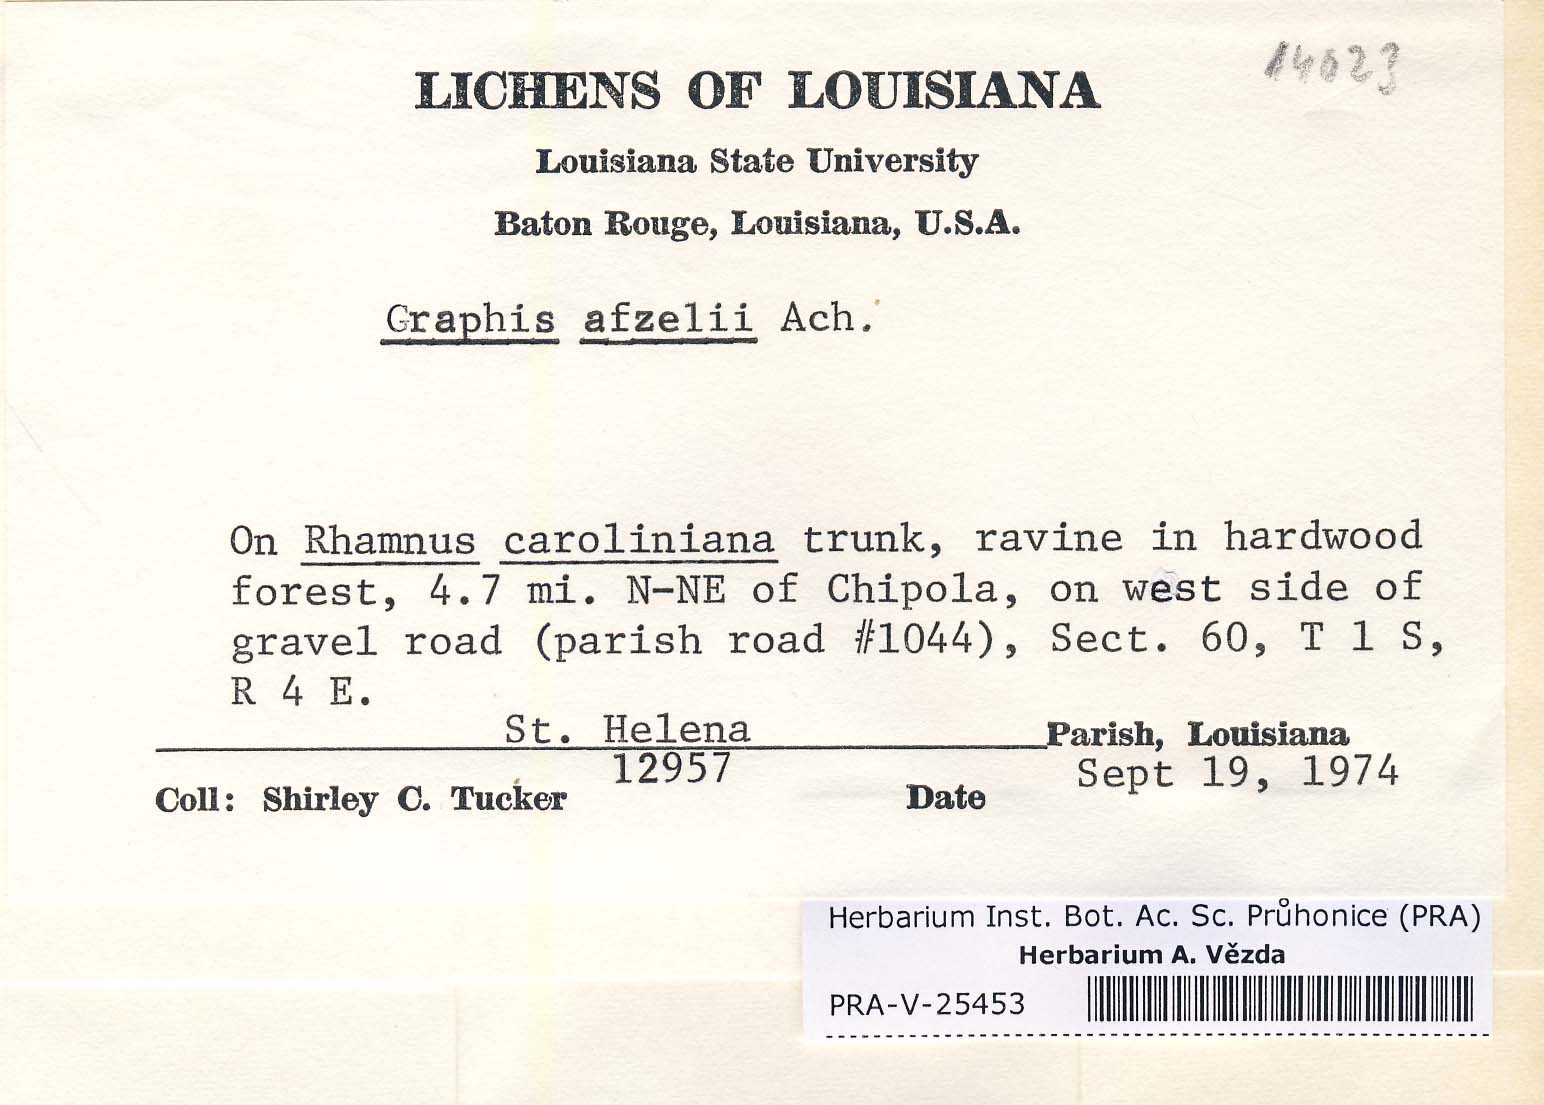 14023
LICHENS OF LOUISIANA
Louisiana State University
Baton Rouge, Louisiana, U.S.A.
Graphis afzelii Ach.
On Rhamnus caroliniana trunk, ravine in hardwood
forest, 4.7 mi. N-NE of Chipola, on west side of
gravel road (parish road #1044), Sect. 60, T 1 S,
R 4 E.
St. Helena Parish, Louisiana
12957 Sept 19, 1974
Coll: Shirley C. Tucker Date
Herbarium Inst. Bot. Ac. Sc. Průhonice (PRA)
Herbarium A. Vězda
PRA-V-25453